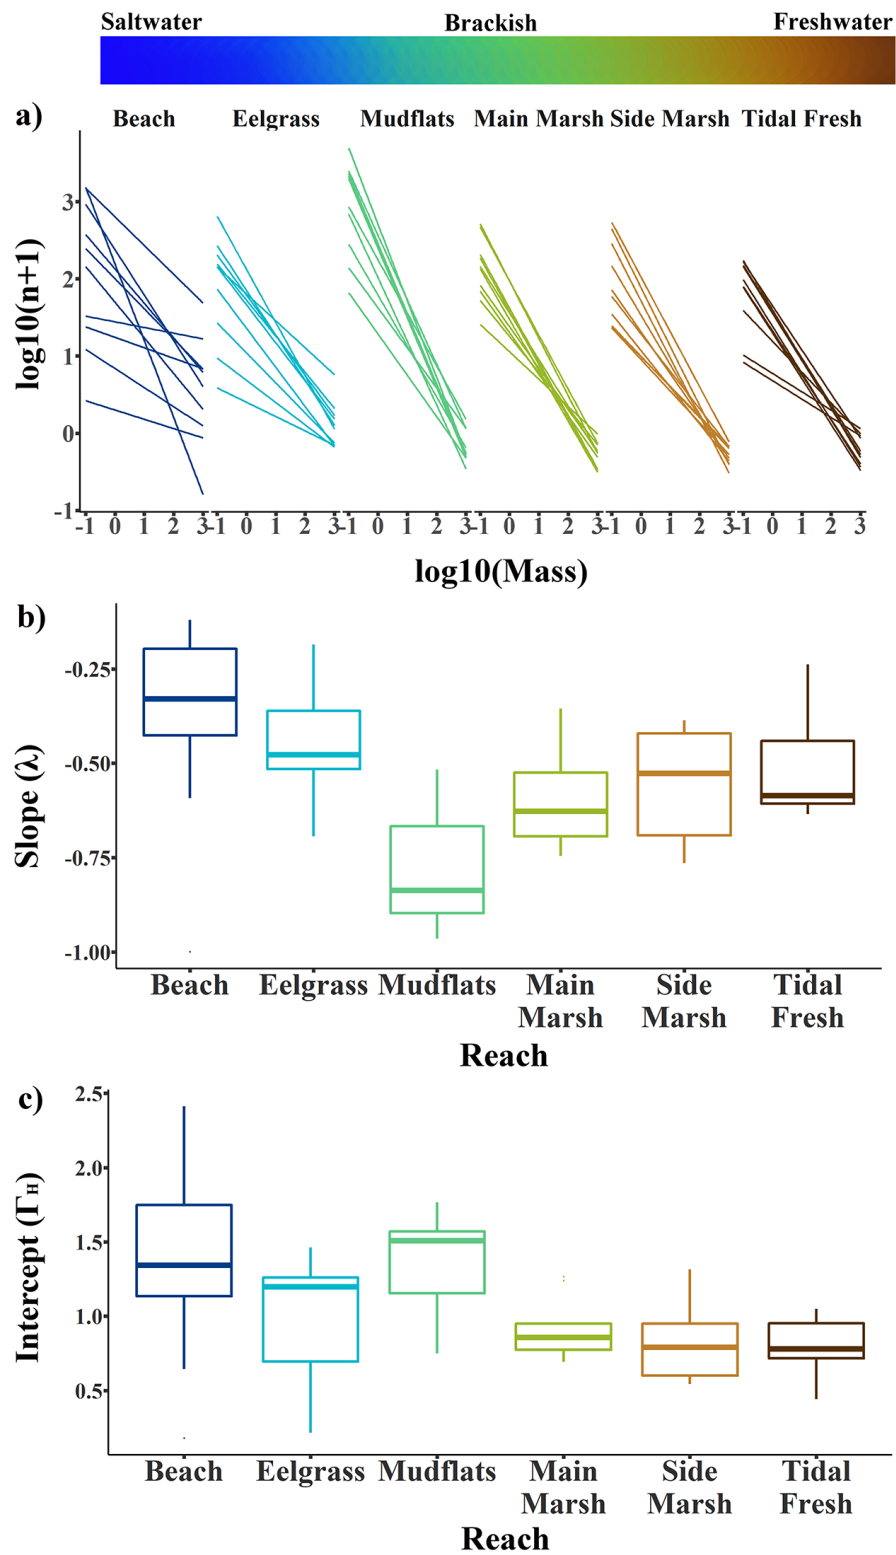 Saltwater Brackish Freshwater
a) Beach Eelgrass Mudflats Main Marsh Side Marsh Tidal Fresh
log10(n+1)
3
2
1
0
-1
-1 0 1 2 3 -1 0 1 2 3 -1 0 1 2 3 -1 0 1 2 3 -1 0 1 2 3 -1 0 1 2 3
log10(Mass)
b)
Slope (λ)
-0.25
-0.50
-0.75
-1.00
Beach Eelgrass Mudflats Main Side Tidal
Marsh Marsh Fresh
Reach
c)
Intercept (ΓH)
2.5
2.0
1.5
1.0
0.5
Beach Eelgrass Mudflats Main Side Tidal
Marsh Marsh Fresh
Reach